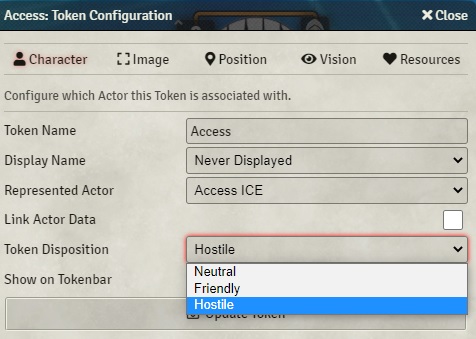 Access: Token Configuration
Close
Character
Image
Position
Vision
Resources
Configure which Actor this Token is associated with.
Token Name
Access
Display Name
Never Displayed
Represented Actor
Access ICE
Link Actor Data
Token Disposition
Hostile
Neutral
Friendly
Hostile
Show on Tokenbar
Update Token